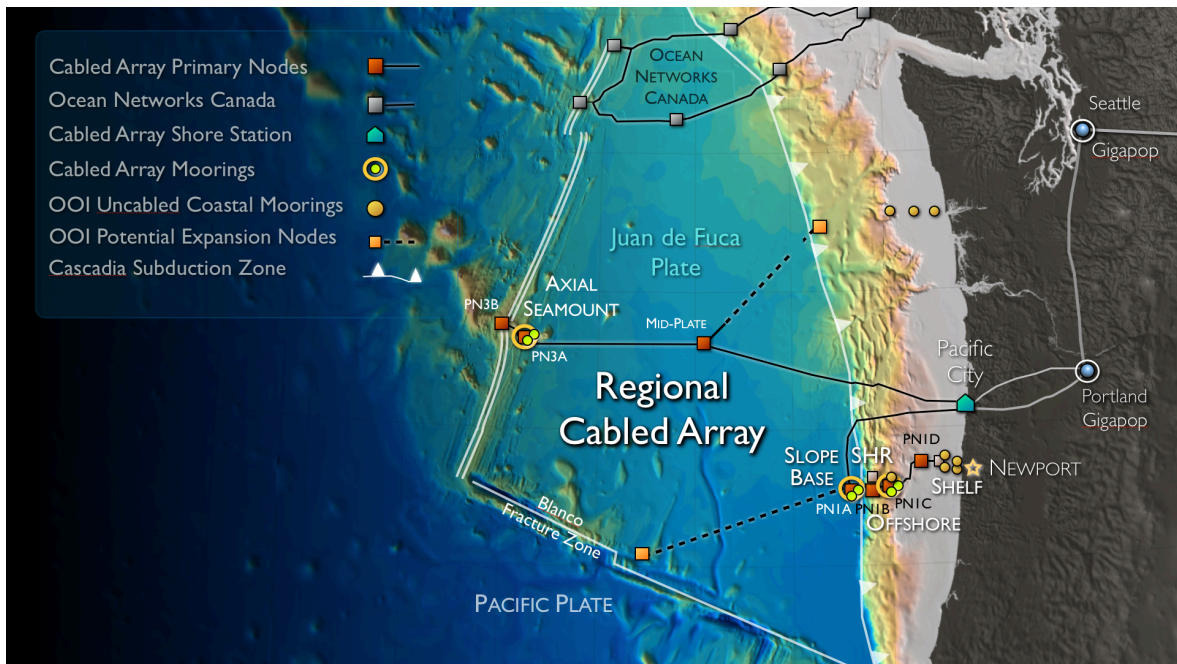 Cabled Array Primary Nodes
Ocean Networks Canada
Cabled Array Shore Station
Cabled Array Moorings
OOI Uncabled Coastal Moorings
OOI Potential Expansion Nodes
Cascadia Subduction Zone
OCEAN
NETWORKS
CANADA
Seattle
Gigapop
Juan de Fuca
Plate
AXIAL
SEAMOUNT
PN3B
PN3A
MID-PLATE
Regional
Cabled Array
Pacific
City
Portland
Gigapop
PN1D
SLOPE
BASE
SHR
NEWPORT
SHELF
PN1A
PN1B
PN1C
OFFSHORE
Blanco
Fracture Zone
PACIFIC PLATE